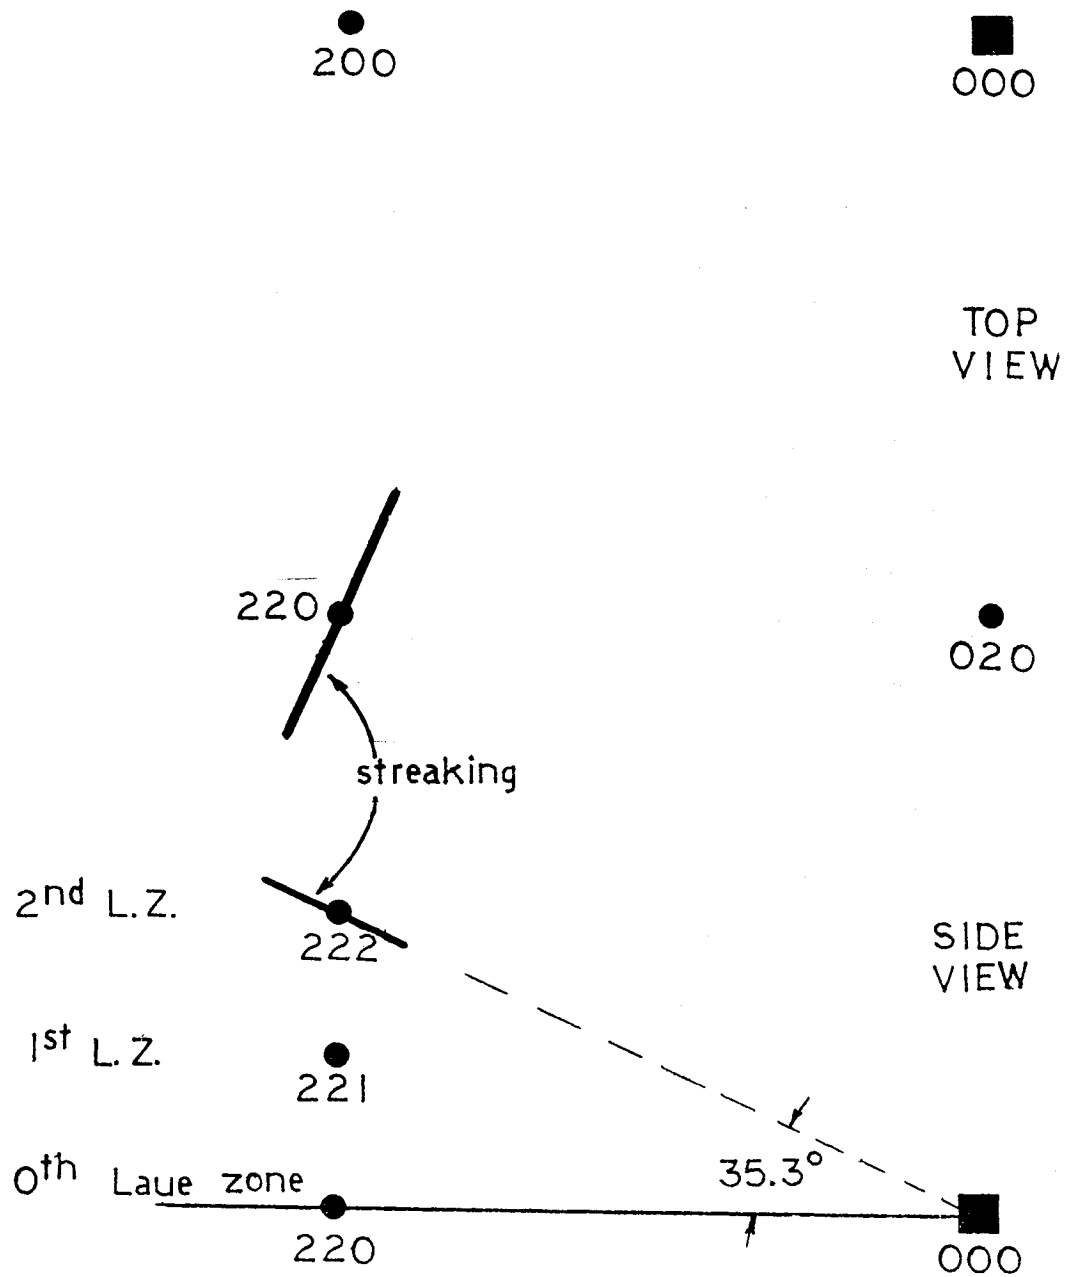 200
000
TOP
VIEW
220
020
streaking
2nd L.Z.
222
SIDE
VIEW
1st L.Z.
221
35.3°
0th Laue zone
220
000